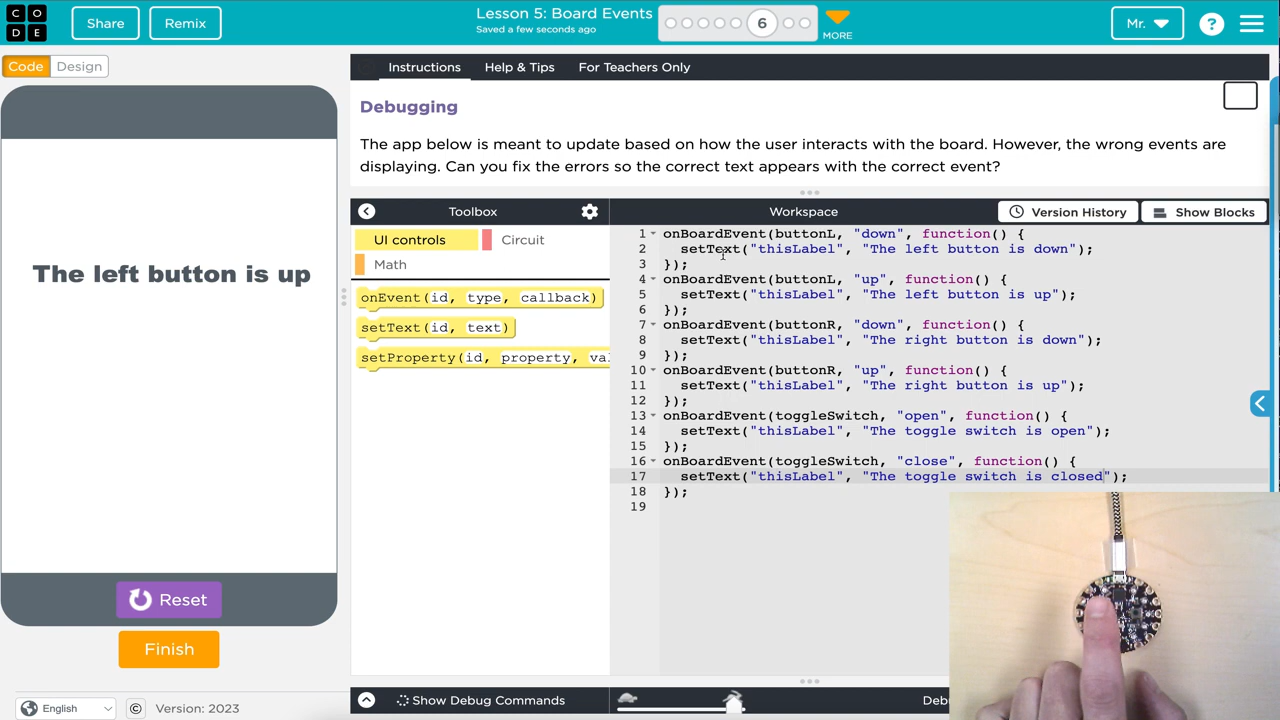 C O
D E
Share
Remix
Lesson 5: Board Events
Saved a few seconds ago
6
MORE
Mr.
?
Code
Design
Instructions
Help & Tips
For Teachers Only
Debugging
The app below is meant to update based on how the user interacts with the board. However, the wrong events are
displaying. Can you fix the errors so the correct text appears with the correct event?
Toolbox
Workspace
Version History
Show Blocks
UI controls
Circuit
Math
onEvent(id, type, callback)
setText(id, text)
setProperty(id, property, va
1 onBoardEvent(buttonL, "down", function() {
2 setText("thisLabel", "The left button is down");
3 });
4 onBoardEvent(buttonL, "up", function() {
5 setText("thisLabel", "The left button is up");
6 });
7 onBoardEvent(buttonR, "down", function() {
8 setText("thisLabel", "The right button is down");
9 });
10 onBoardEvent(buttonR, "up", function() {
11 setText("thisLabel", "The right button is up");
12 });
13 onBoardEvent(toggleSwitch, "open", function() {
14 setText("thisLabel", "The toggle switch is open");
15 });
16 onBoardEvent(toggleSwitch, "close", function() {
17 setText("thisLabel", "The toggle switch is closed");
18 });
19
The left button is up
Reset
Finish
English
©
Version: 2023
Show Debug Commands
Debu